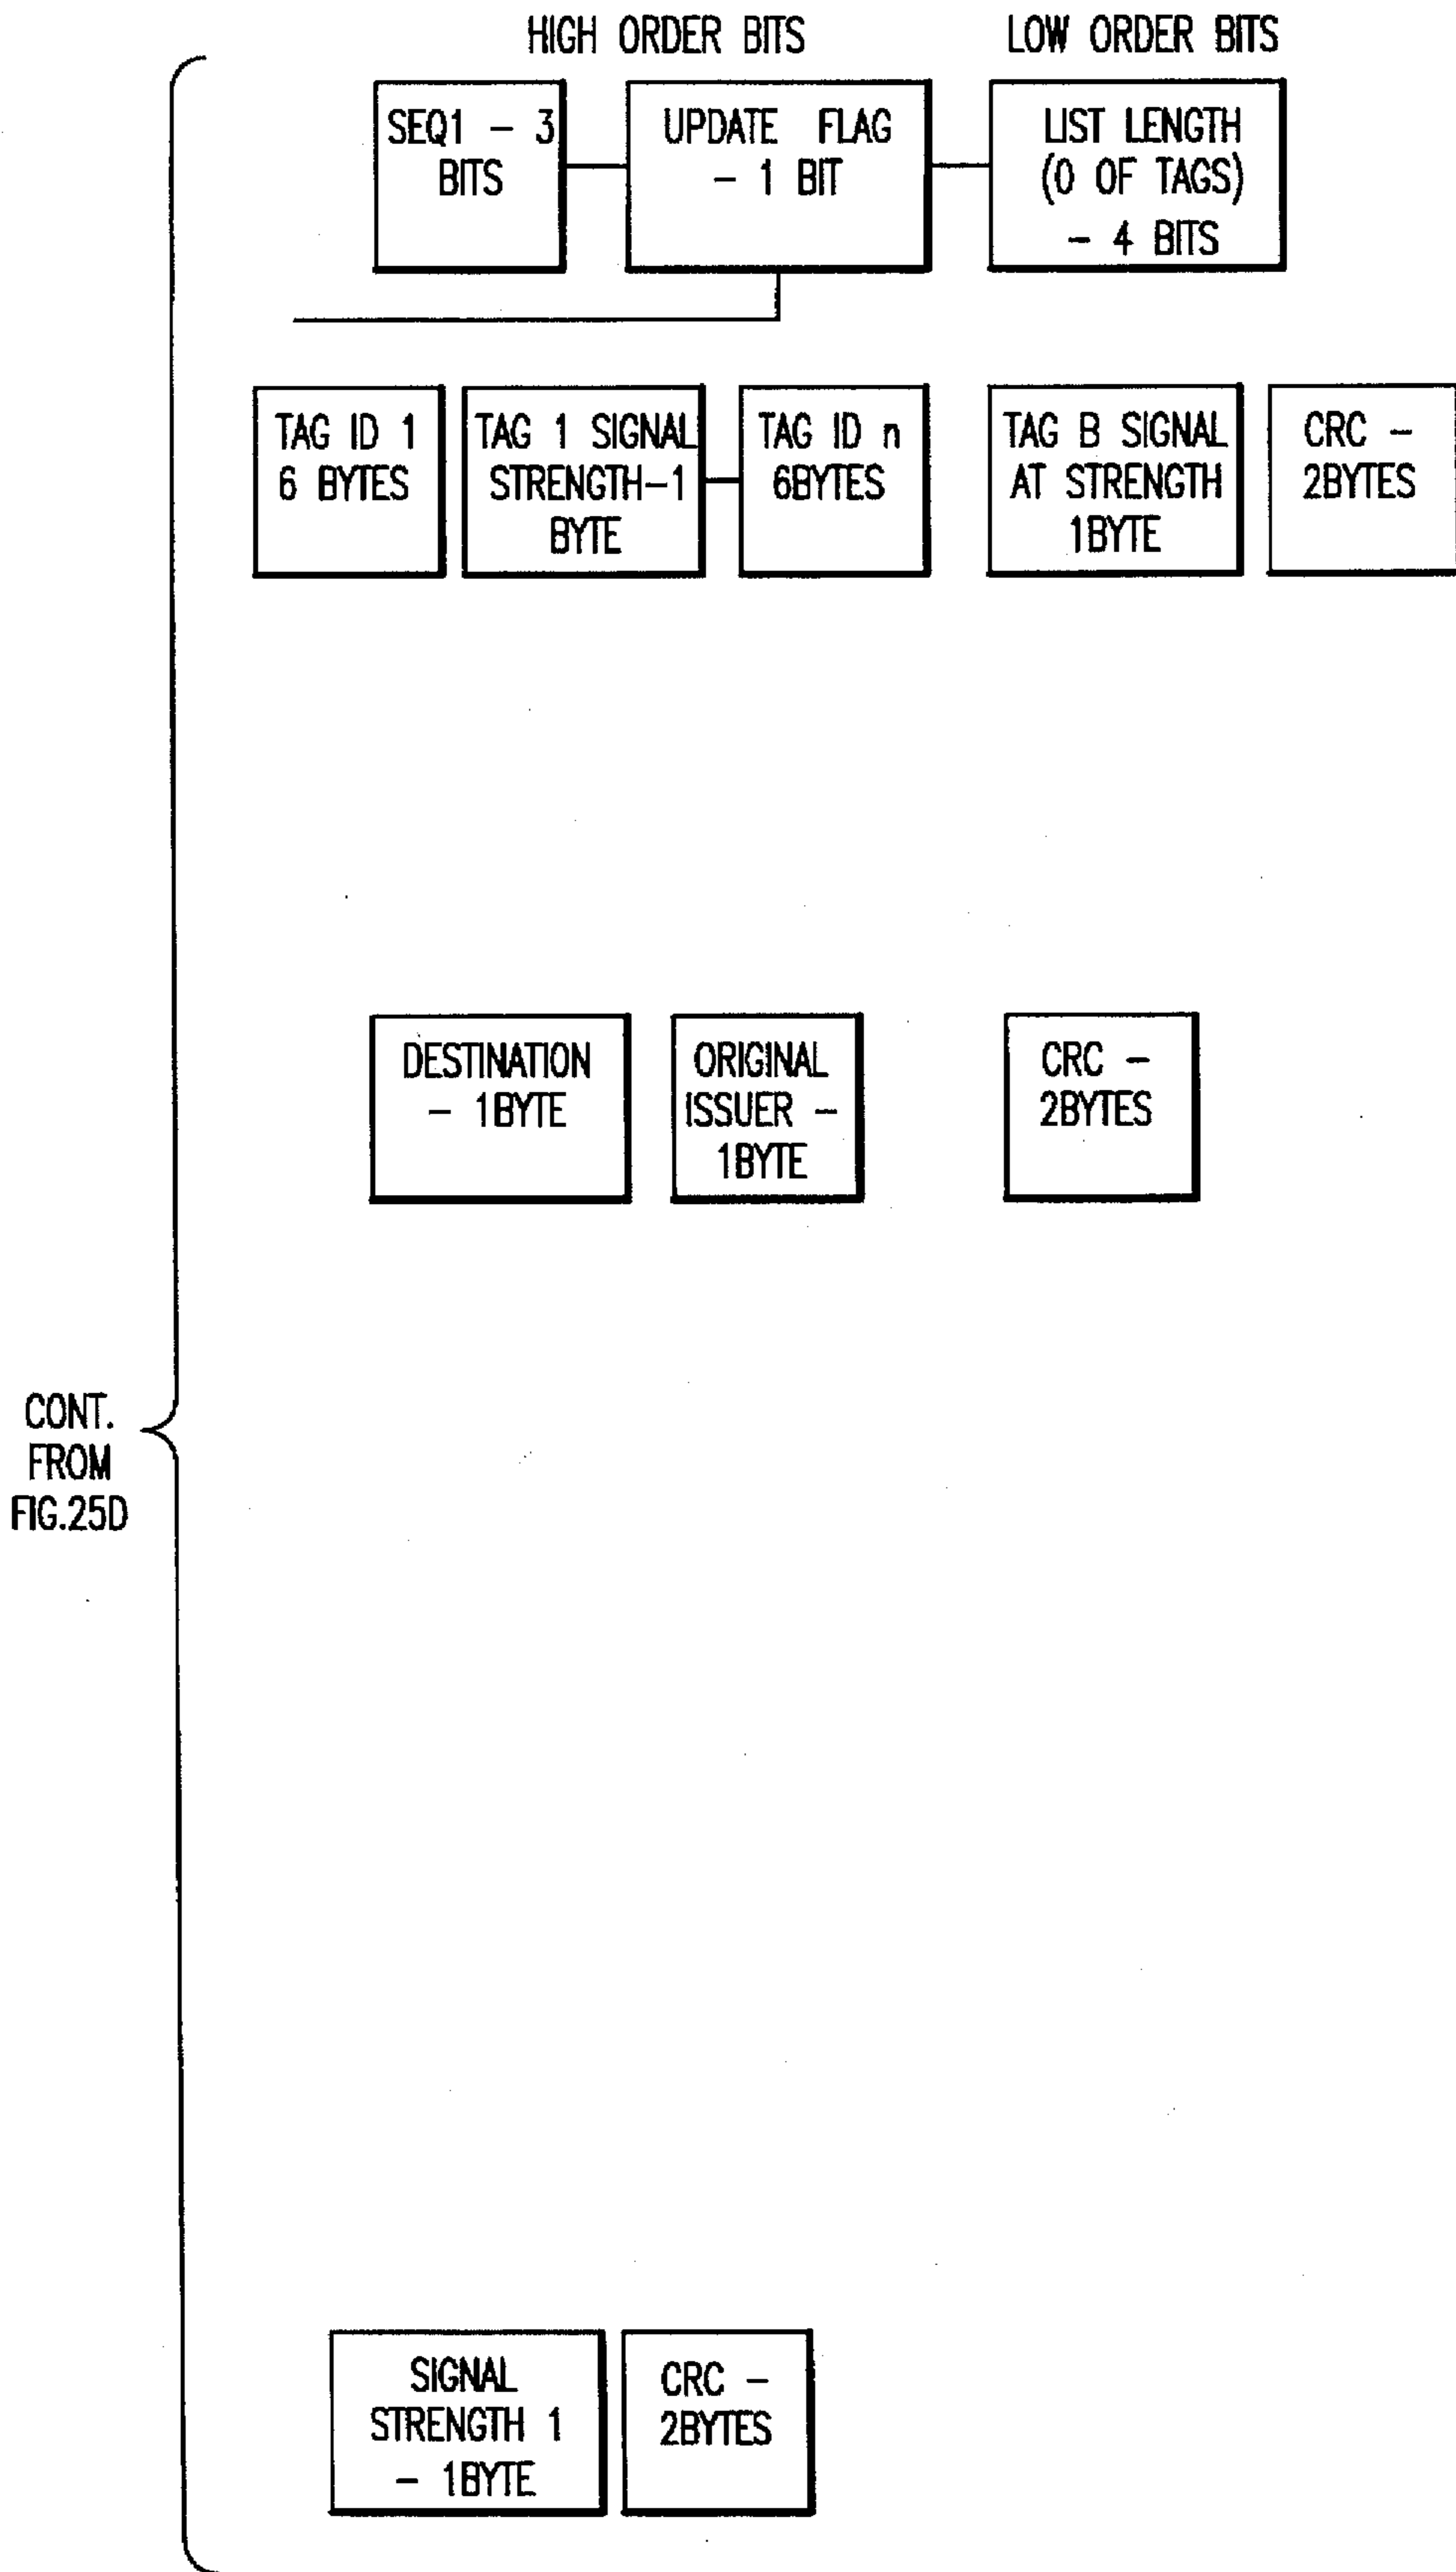 HIGH ORDER BITS
LOW ORDER BITS
SEQ1 – 3
BITS
UPDATE FLAG
– 1 BIT
LIST LENGTH
(0 OF TAGS)
– 4 BITS
TAG ID 1
6 BYTES
TAG 1 SIGNAL
STRENGTH–1
BYTE
TAG ID n
6BYTES
TAG B SIGNAL
AT STRENGTH
1BYTE
CRC –
2BYTES
DESTINATION
– 1BYTE
ORIGINAL
ISSUER –
1BYTE
CRC –
2BYTES
CONT.
FROM
FIG.25D
SIGNAL
STRENGTH 1
– 1BYTE
CRC –
2BYTES